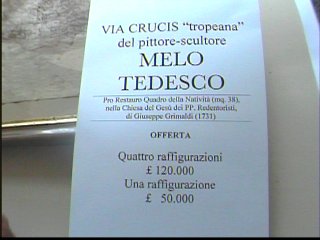 VIA CRUCIS “tropeana”
del pittore-scultore
MELO
TEDESCO
Pro Restauro Quadro della Natività (mq. 38),
nella Chiesa del Gesù dei PP. Redentoristi,
di Giuseppe Grimaldi (1731)
OFFERTA
Quattro raffigurazioni
£ 120.000
Una raffigurazione
£ 50.000